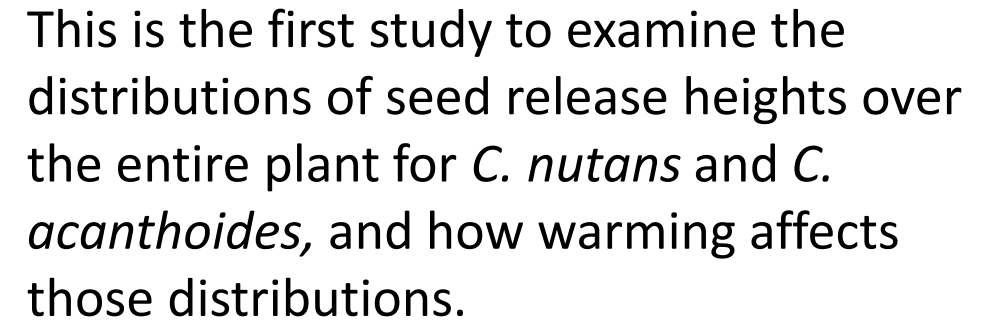 This is the first study to examine the
distributions of seed release heights over
the entire plant for C. nutans and C.
acanthoides, and how warming affects
those distributions.